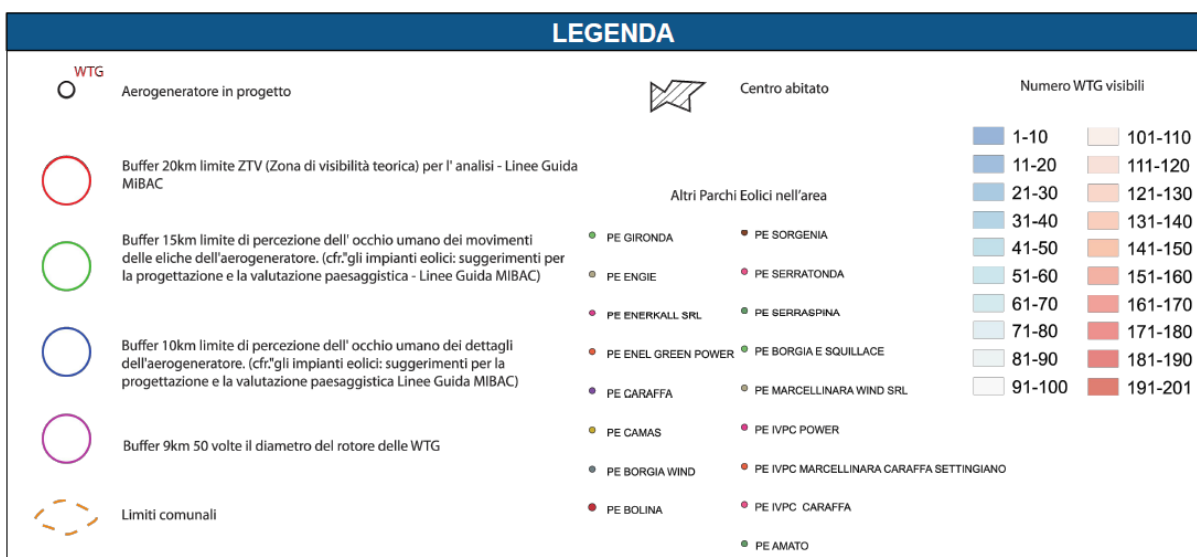 LEGENDA
WTG
Aerogeneratore in progetto
Buffer 20km limite ZTV (Zona di visibilità teorica) per l' analisi - Linee Guida
MiBAC
Buffer 15km limite di percezione dell' occhio umano dei movimenti
delle eliche dell'aerogeneratore. (cfr."gli impianti eolici: suggerimenti per
la progettazione e la valutazione paesaggistica - Linee Guida MIBAC)
Buffer 10km limite di percezione dell' occhio umano dei dettagli
dell'aerogeneratore. (cfr."gli impianti eolici: suggerimenti per la
progettazione e la valutazione paesaggistica Linee Guida MIBAC)
Buffer 9km 50 volte il diametro del rotore delle WTG
Limiti comunali
Centro abitato
Altri Parchi Eolici nell'area
PE GIRONDA
PE ENGIE
PE ENERKALL SRL
PE ENEL GREEN POWER
PE CARAFFA
PE CAMAS
PE BORGIA WIND
PE BOLINA
PE SORGENIA
PE SERRATONDA
PE SERRASPINA
PE BORGIA E SQUILLACE
PE MARCELLINARA WIND SRL
PE IVPC POWER
PE IVPC MARCELLINARA CARAFFA SETTINGIANO
PE IVPC CARAFFA
PE AMATO
Numero WTG visibili
1-10
11-20
21-30
31-40
41-50
51-60
61-70
71-80
81-90
91-100
101-110
111-120
121-130
131-140
141-150
151-160
161-170
171-180
181-190
191-201